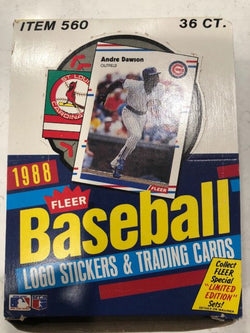 ITEM 560 36 CT.
Andre Dawson
OUTFIELD
FLEER
1988
FLEER
Baseball
LOGO STICKERS & TRADING CARDS
Collect
FLEER
Special
"LIMITED
EDITION"
Sets!